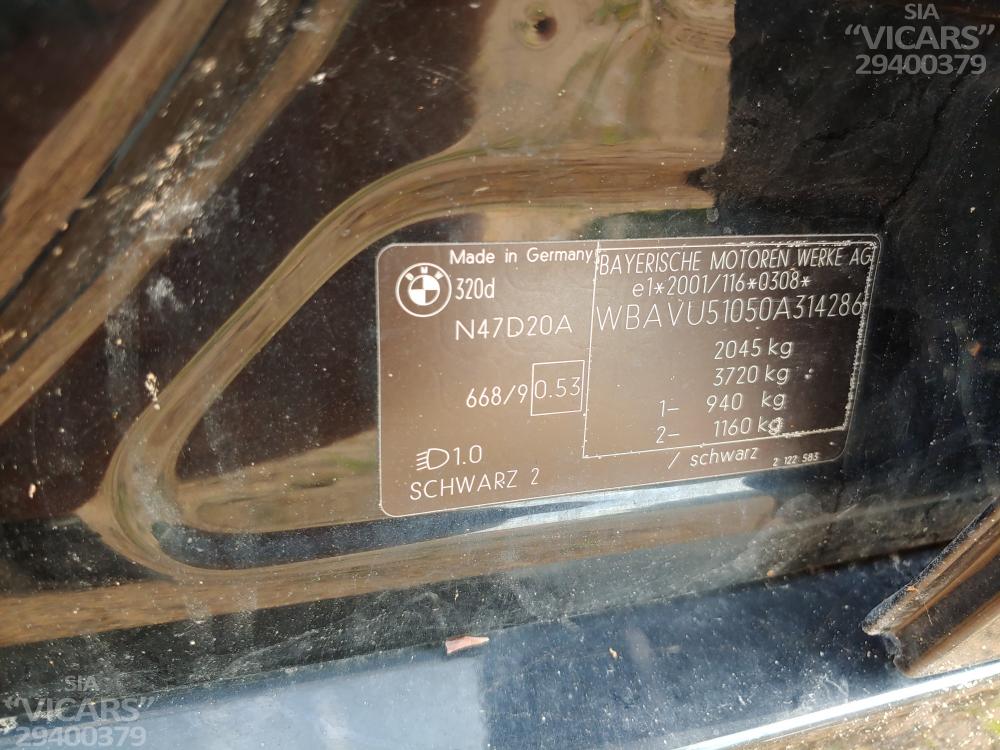 SIA
"VICARS"
29400379
Made in Germany
BMW
320d
N47D20A
668/9 0.53
1.0
SCHWARZ 2
BAYERISCHE MOTOREN WERKE AG
e1*2001/116*0308*
WBAVU51050A314286
2045 kg
3720 kg
1- 940 kg
2- 1160 kg
/ schwarz 2 122 583
SIA
"VICARS"
29400379